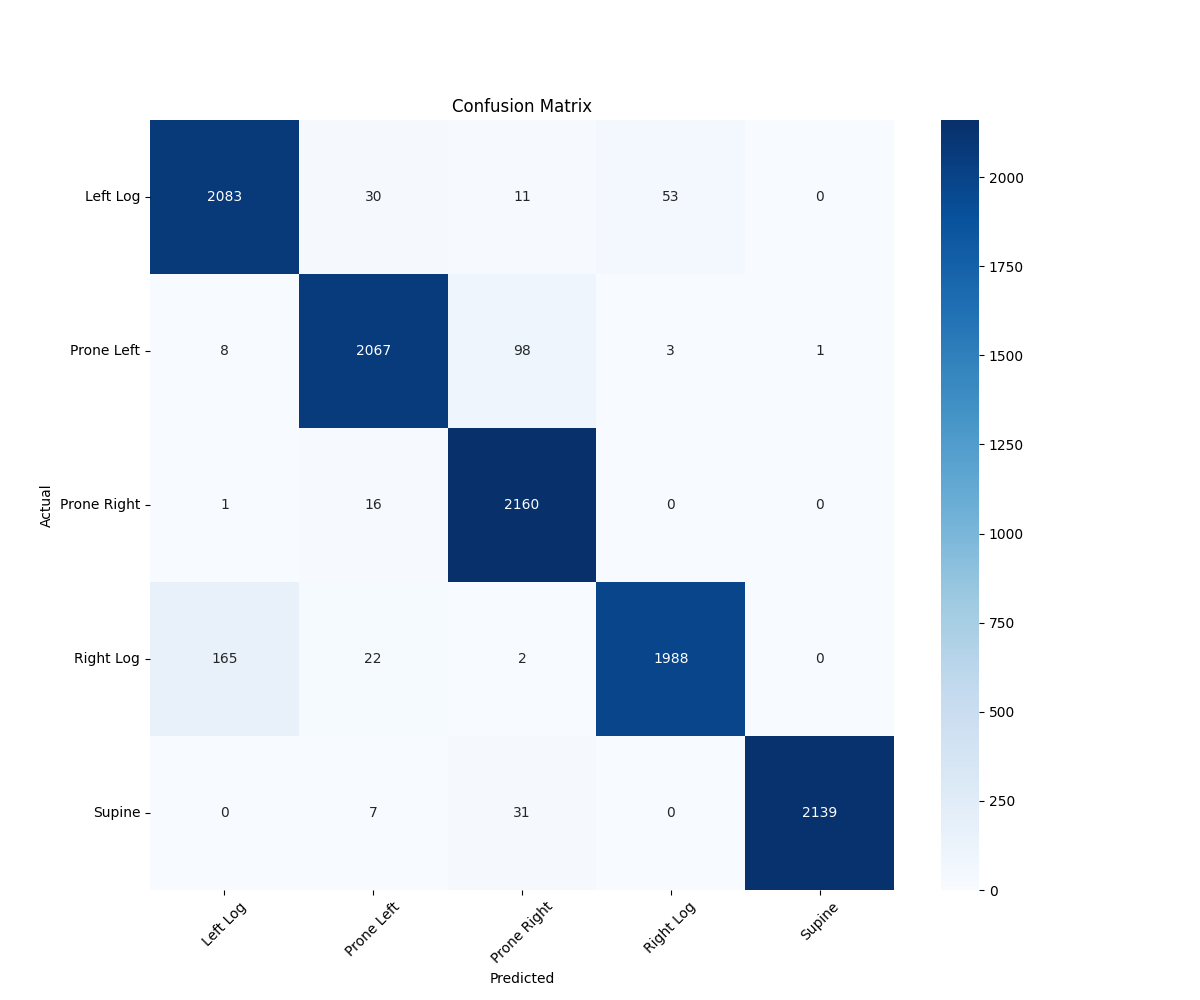 Confusion Matrix
Actual
Left Log 2083 30 11 53 0
Prone Left 8 2067 98 3 1
Prone Right 1 16 2160 0 0
Right Log 165 22 2 1988 0
Supine 0 7 31 0 2139
Left Log Prone Left Prone Right Right Log Supine
Predicted
2000
1750
1500
1250
1000
750
500
250
0